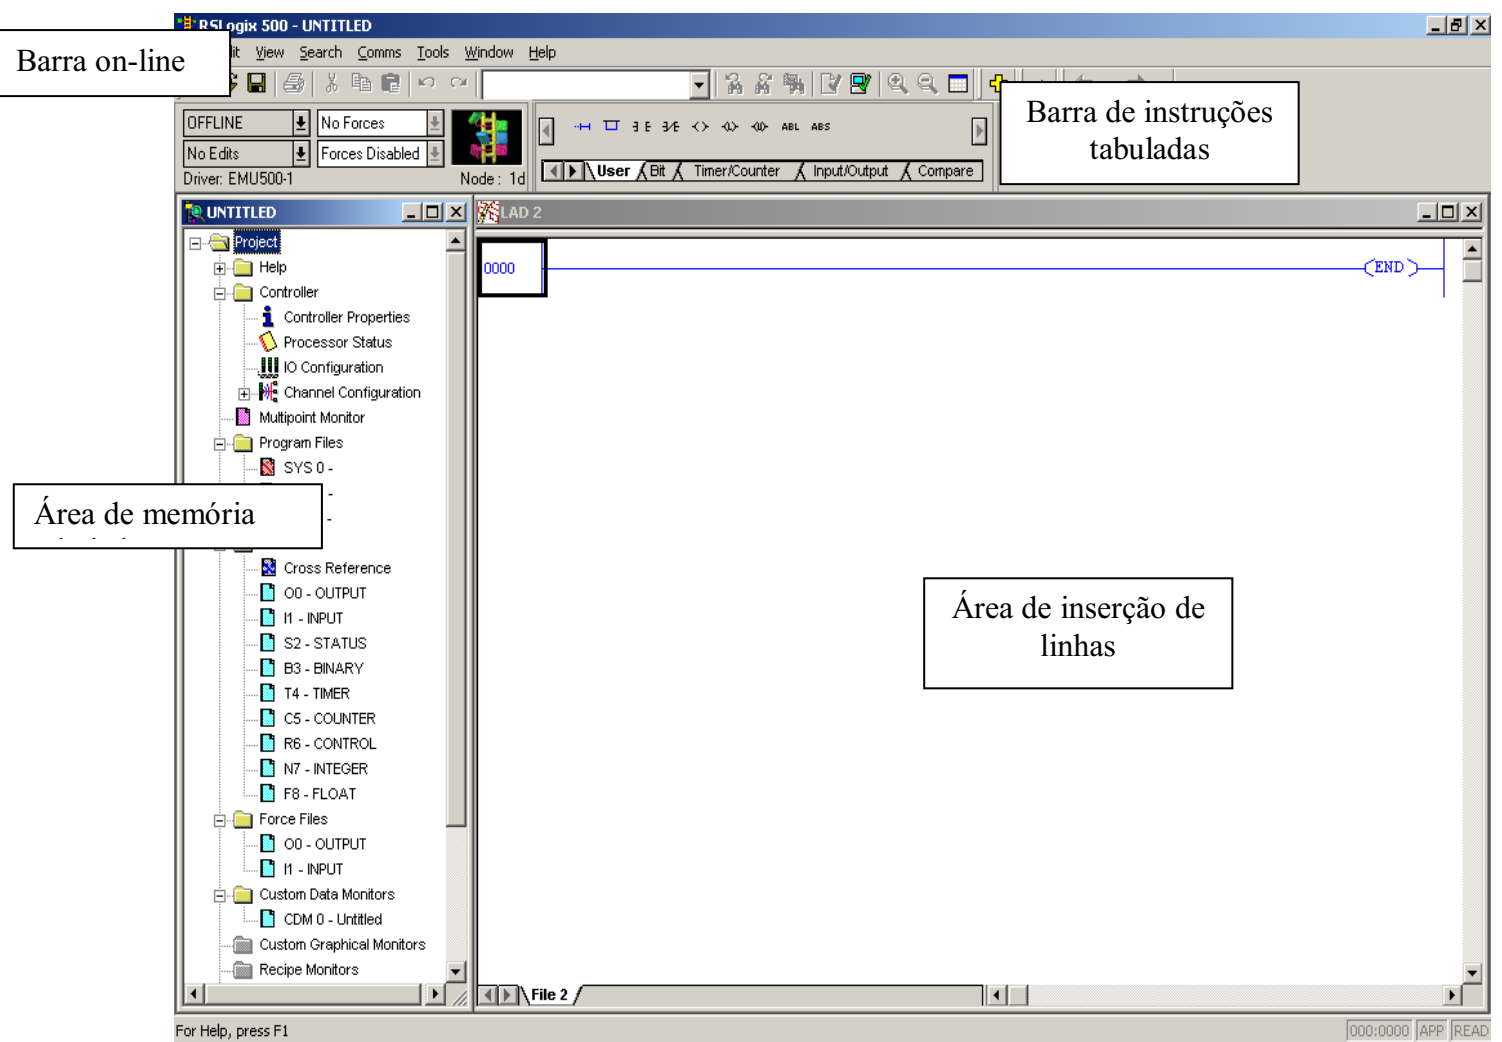 RSLogix 500 - UNTITLED
Barra on-line
View Search Comms Tools Window Help
Barra de instruções
tabuladas
OFFLINE No Forces
No Edits Forces Disabled
Driver: EMU500-1 Node : 1d
ABL ABS
User Bit Timer/Counter Input/Output Compare
UNTITLED
Project
Help
Controller
Controller Properties
Processor Status
IO Configuration
Channel Configuration
Multipoint Monitor
Program Files
SYS 0 -
-
-
Área de memória
Cross Reference
O0 - OUTPUT
I1 - INPUT
S2 - STATUS
B3 - BINARY
T4 - TIMER
C5 - COUNTER
R6 - CONTROL
N7 - INTEGER
F8 - FLOAT
Force Files
O0 - OUTPUT
I1 - INPUT
Custom Data Monitors
CDM 0 - Untitled
Custom Graphical Monitors
Recipe Monitors
LAD 2
0000
END
Área de inserção de
linhas
File 2
For Help, press F1
000:0000 APP READ